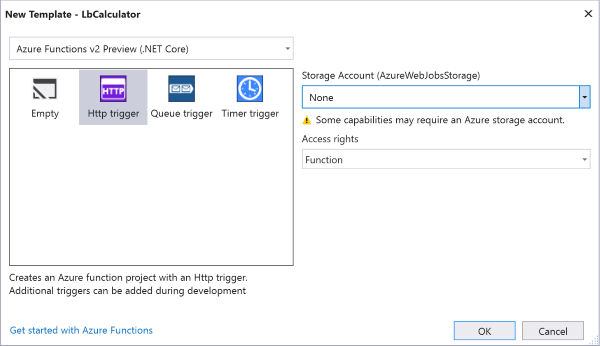 New Template - LbCalculator
Azure Functions v2 Preview (.NET Core)
HTTP
Empty
Http trigger
Queue trigger
Timer trigger
Storage Account (AzureWebJobsStorage)
None
Some capabilities may require an Azure storage account.
Access rights
Function
Creates an Azure function project with an Http trigger.
Additional triggers can be added during development
Get started with Azure Functions
OK
Cancel